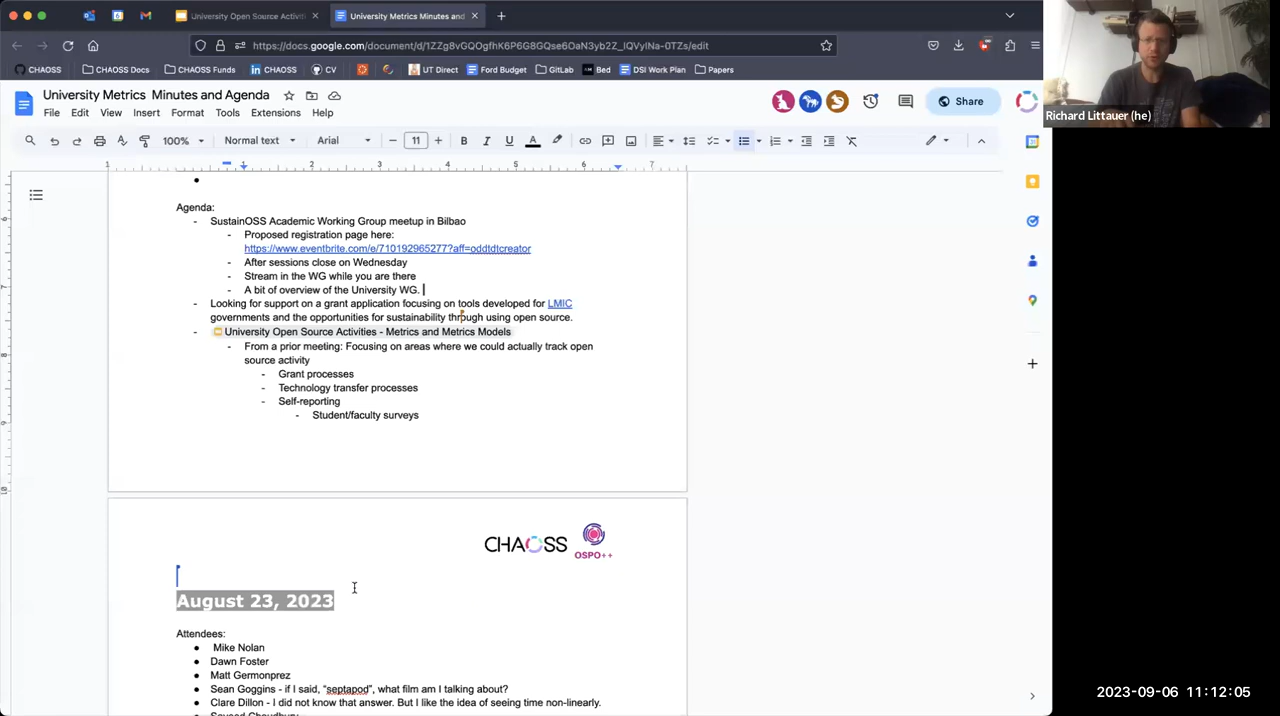 University Open Source Activiti
University Metrics Minutes and
https://docs.google.com/document/d/1ZZg8vGQOgfhK6P6G8GQse6OaN3yb2Z_IQVylNa-0TZs/edit
CHAOSS
CHAOSS Docs
CHAOSS Funds
CHAOSS
CV
UT Direct
Ford Budget
GitLab
Bed
DSI Work Plan
Papers
Richard Littauer (he)
University Metrics Minutes and Agenda
File Edit View Insert Format Tools Extensions Help
Share
100% Normal text Arial 11
1 1 2 3 4 5 6 7
Agenda:
- SustainOSS Academic Working Group meetup in Bilbao
- Proposed registration page here:
https://www.eventbrite.com/e/710192965277?aff=oddtdtcreator
- After sessions close on Wednesday
- Stream in the WG while you are there
- A bit of overview of the University WG.
- Looking for support on a grant application focusing on tools developed for LMIC
governments and the opportunities for sustainability through using open source.
- University Open Source Activities - Metrics and Metrics Models
- From a prior meeting: Focusing on areas where we could actually track open
source activity
- Grant processes
- Technology transfer processes
- Self-reporting
- Student/faculty surveys
CHAOSS
OSPO++
August 23, 2023
Attendees:
● Mike Nolan
● Dawn Foster
● Matt Germonprez
● Sean Goggins - if I said, “septapod”, what film am I talking about?
● Clare Dillon - I did not know that answer. But I like the idea of seeing time non-linearly.
2023-09-06 11:12:05